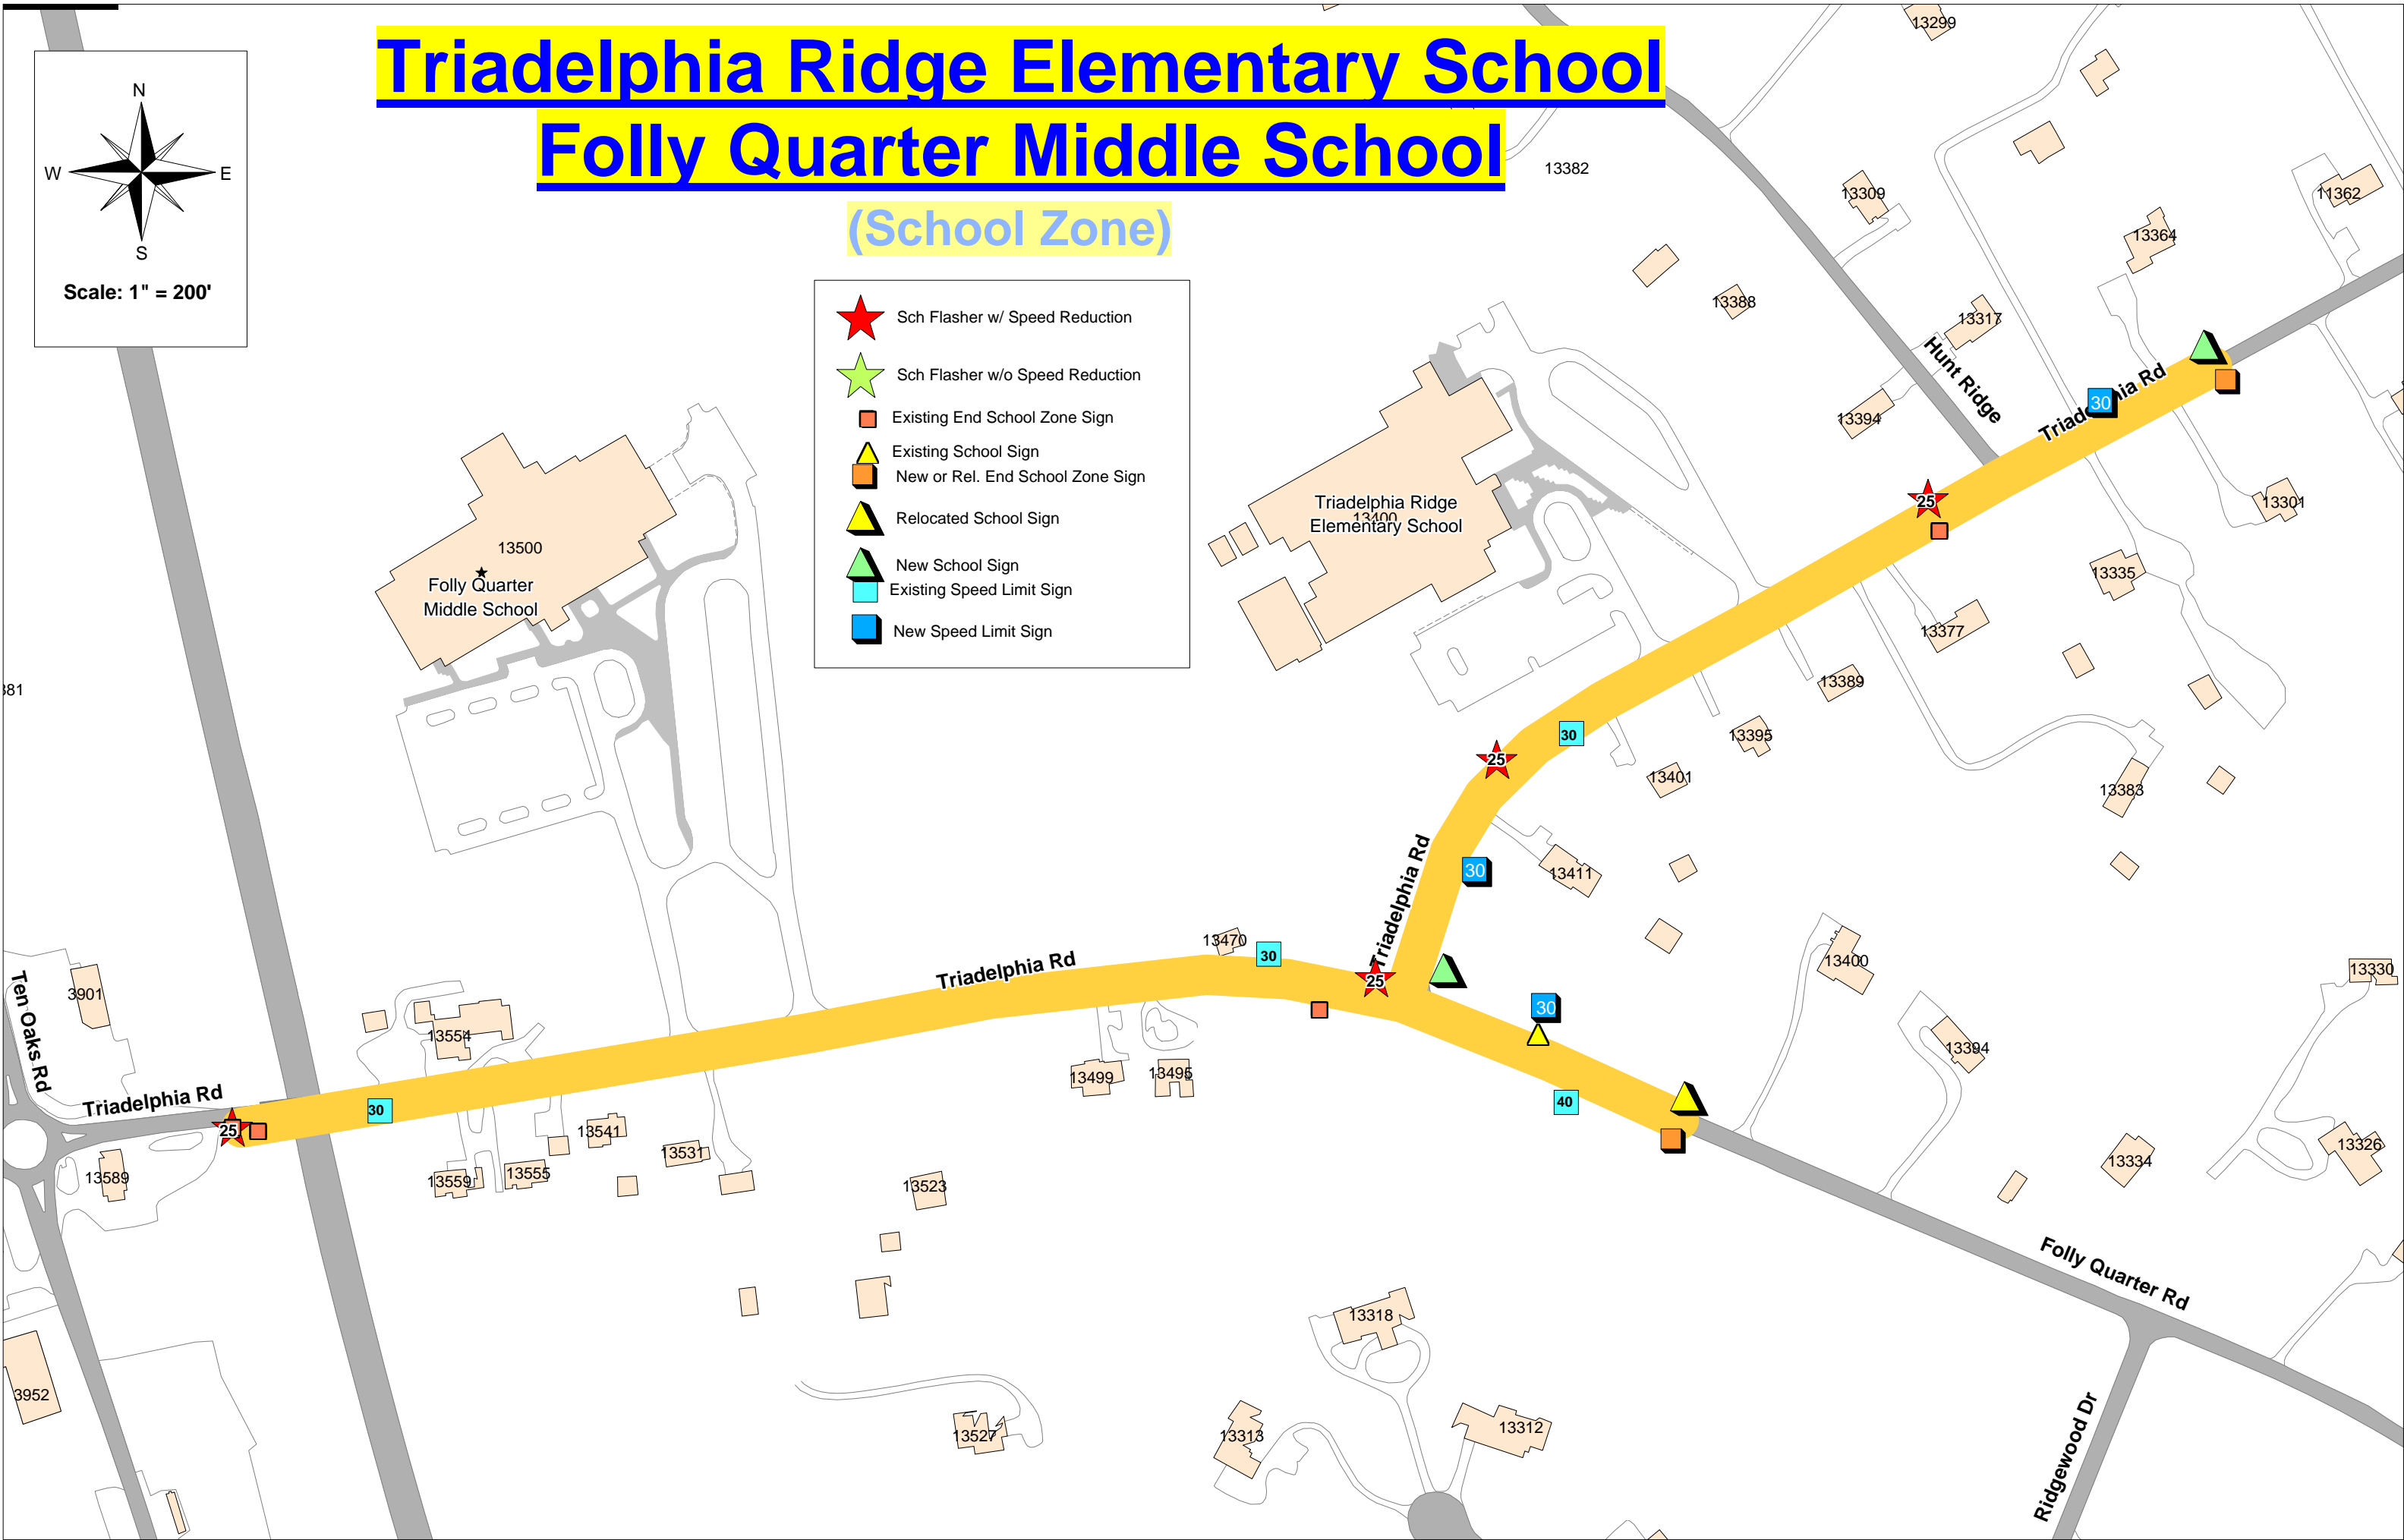 Triadelphia Ridge Elementary School
Folly Quarter Middle School
(School Zone)
N
W
E
S
Scale: 1" = 200'
Sch Flasher w/ Speed Reduction
Sch Flasher w/o Speed Reduction
Existing End School Zone Sign
Existing School Sign
New or Rel. End School Zone Sign
Relocated School Sign
New School Sign
Existing Speed Limit Sign
New Speed Limit Sign
13299
13382
13309
11362
13364
13388
13317
Hunt Ridge
Triadelphia Rd
30
13394
25
13301
Triadelphia Ridge
13400
Elementary School
13500
Folly Quarter
Middle School
13335
13377
13389
381
30
13395
25
13401
13383
Triadelphia Rd
30
13411
13470
30
Triadelphia Rd
25
13400
13330
Ten Oaks Rd
3901
13554
30
13394
13499
13495
40
Triadelphia Rd
30
25
13541
13531
13555
13559
13589
13523
13334
13326
Folly Quarter Rd
13318
3952
13527
13313
13312
Ridgewood Dr